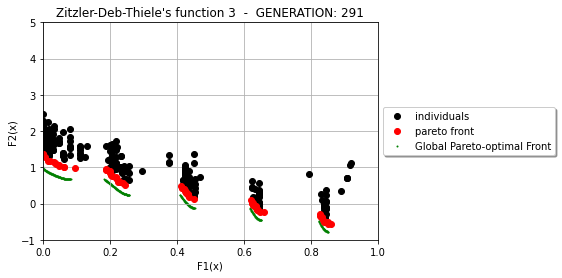 Zitzler-Deb-Thiele's function 3 - GENERATION: 291
5
4
3
2
1
0
−1
F2(x)
0.0 0.2 0.4 0.6 0.8 1.0
F1(x)
individuals
pareto front
Global Pareto-optimal Front